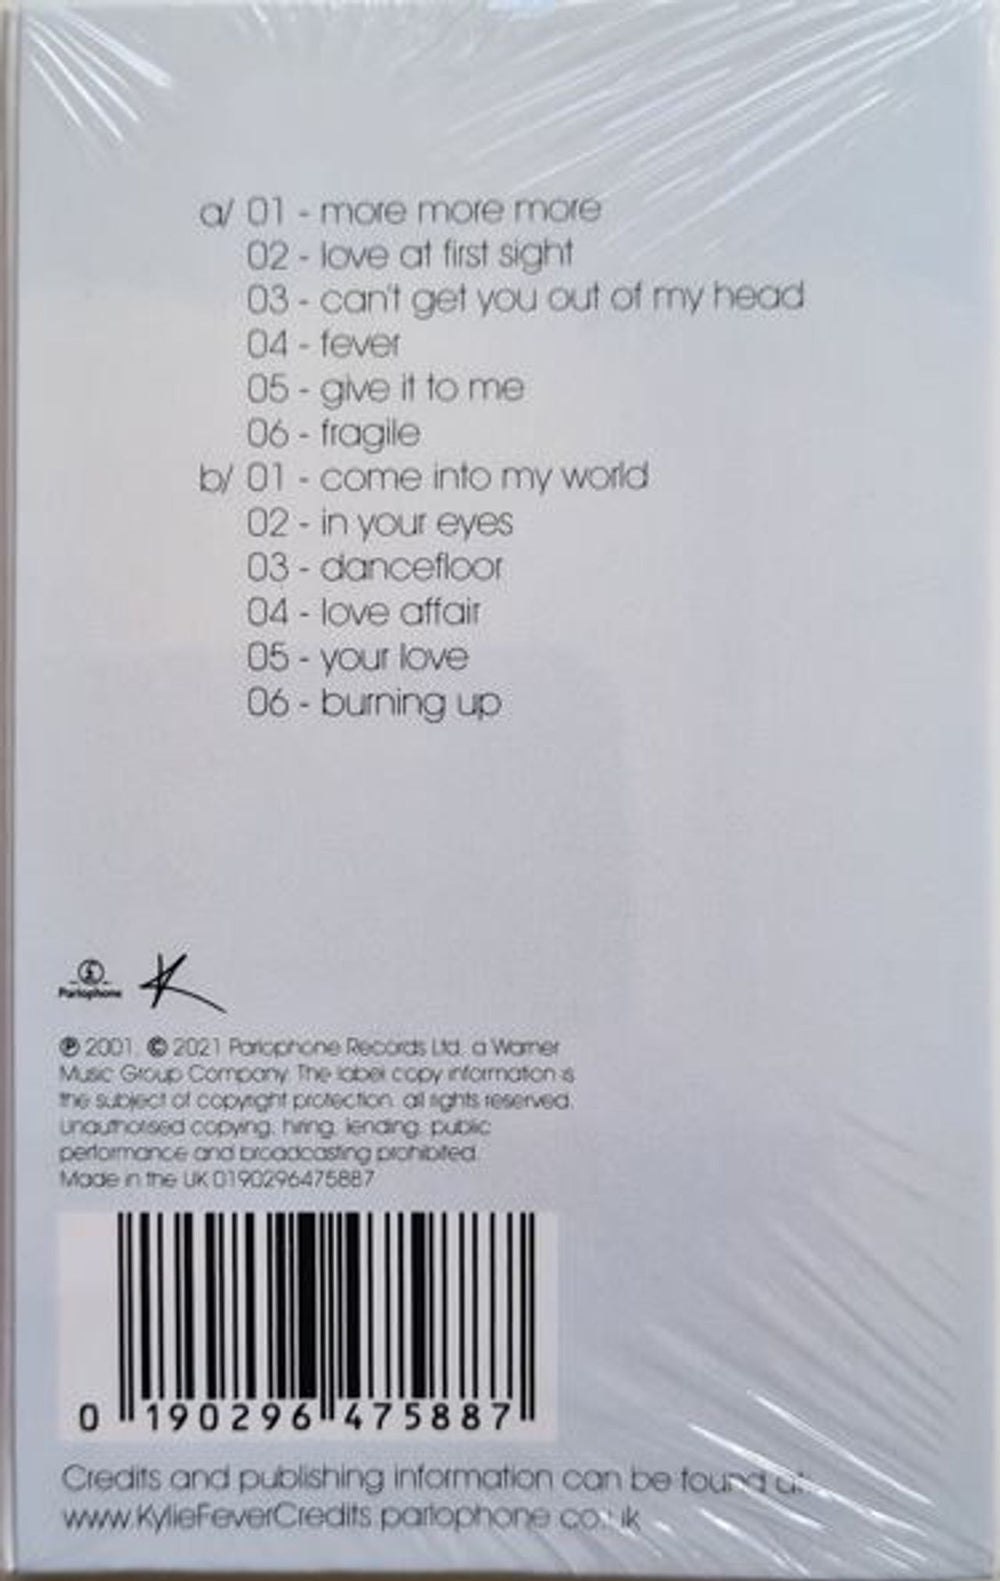 a/ 01 - more more more
02 - love at first sight
03 - can't get you out of my head
04 - fever
05 - give it to me
06 - fragile
b/ 01 - come into my world
02 - in your eyes
03 - dancefloor
04 - love affair
05 - your love
06 - burning up
Parlophone K
℗ 2001. © 2021 Parlophone Records Ltd. a Warner
Music Group Company. The label copy information is
the subject of copyright protection. all rights reserved.
Unauthorised copying. hiring. lending. public
performance and broadcasting prohibited.
Made in the UK 0190296475887
0 190296 475887
Credits and publishing information can be found at
www.KylieFeverCredits.parlophone.co.uk